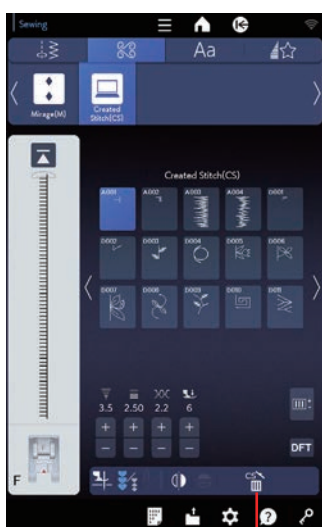 Sewing
Aa
Mirage(M)
Created
Stitch(CS)
Created Stitch(CS)
A001 A002 A003 A004 D001
D002 D003 D004 D005 D006
D007 D008 D009 D010 D011
3.5 2.50 2.2 6
+ + + +
- - - -
DFT
F
CS
?